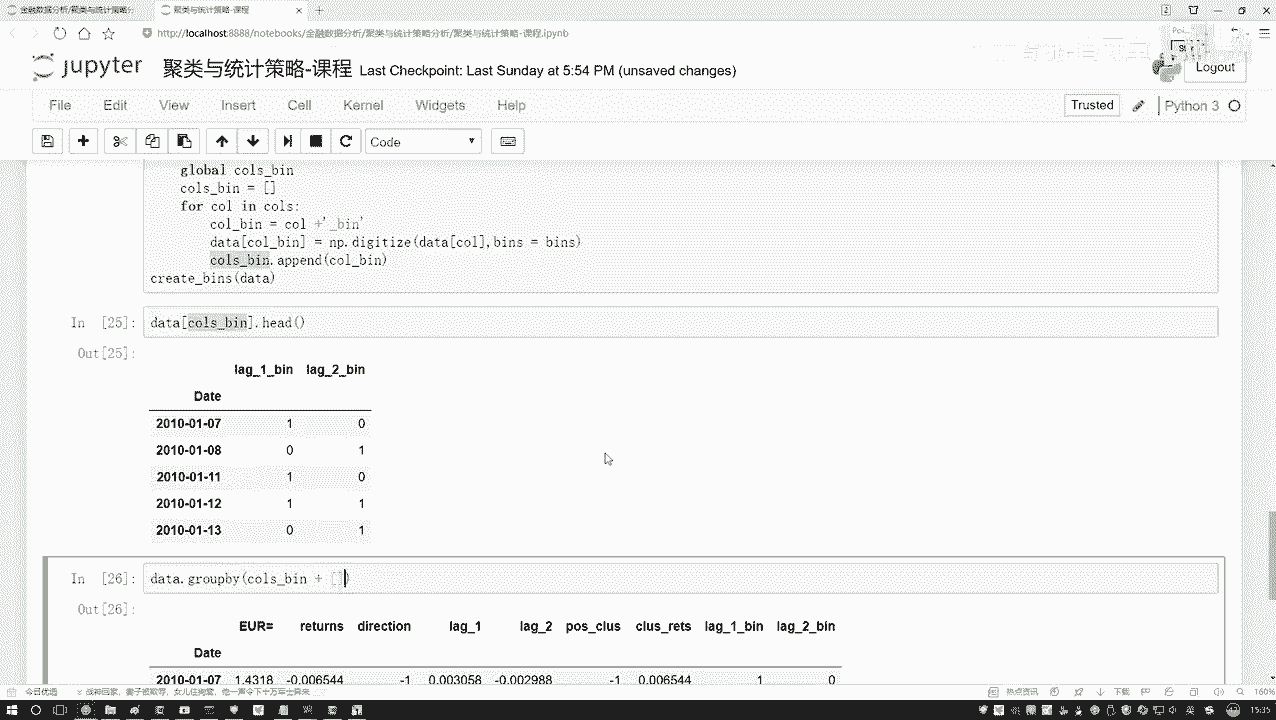 金融数据分析/聚类与统计策略分
聚类与统计策略-课程
http://localhost:8888/notebooks/金融数据分析/聚类与统计策略分析/聚类与统计策略-课程.ipynb
jupyter 聚类与统计策略-课程 Last Checkpoint: Last Sunday at 5:54 PM (unsaved changes)
Logout
File Edit View Insert Cell Kernel Widgets Help
Trusted Python 3
Code
global cols_bin
cols_bin = []
for col in cols:
col_bin = col +'_bin'
data[col_bin] = np.digitize(data[col],bins = bins)
cols_bin.append(col_bin)
create_bins(data)
In [25]: data[cols_bin].head()
Out[25]:
lag_1_bin lag_2_bin
Date
2010-01-07 1 0
2010-01-08 0 1
2010-01-11 1 0
2010-01-12 1 1
2010-01-13 0 1
In [26]: data.groupby(cols_bin + [])
Out[26]:
EUR= returns direction lag_1 lag_2 pos_clus clus_rets lag_1_bin lag_2_bin
Date
2010-01-07 1.4318 -0.006544 -1 0.003058 -0.002988 -1 0.006544 1 0
今日优选
热点资讯 下载 160%
15:35